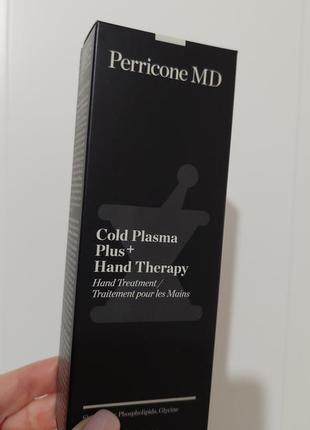 Perricone MD
Cold Plasma
Plus+
Hand Therapy
Hand Treatment /
Traitement pour les Mains
Phospholipids, Glycine